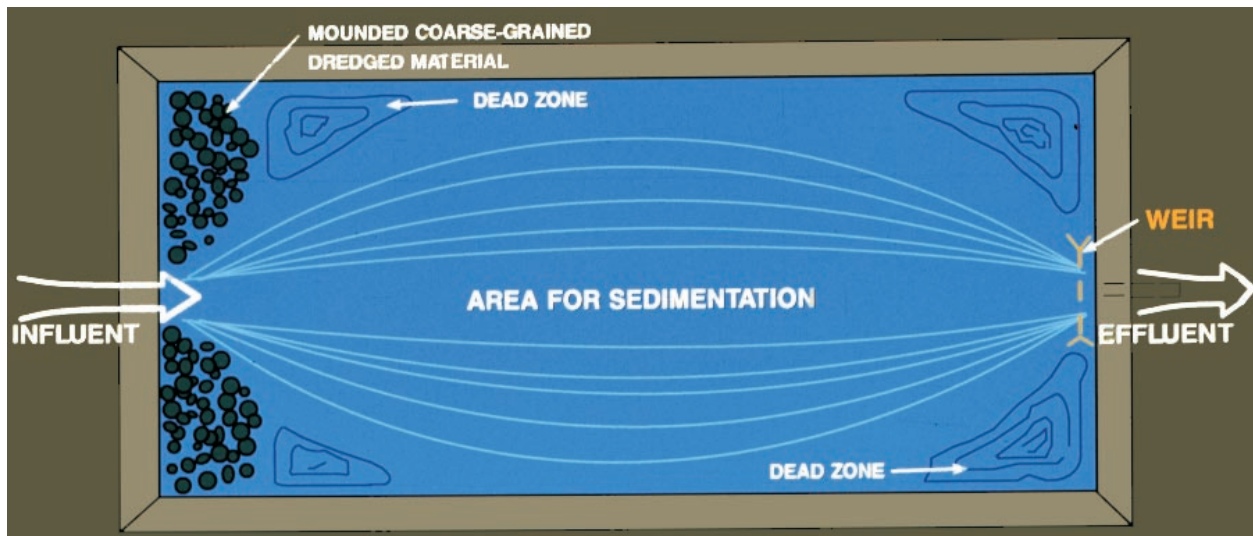 MOUNDED COARSE-GRAINED
DREDGED MATERIAL
DEAD ZONE
WEIR
AREA FOR SEDIMENTATION
INFLUENT
EFFLUENT
DEAD ZONE